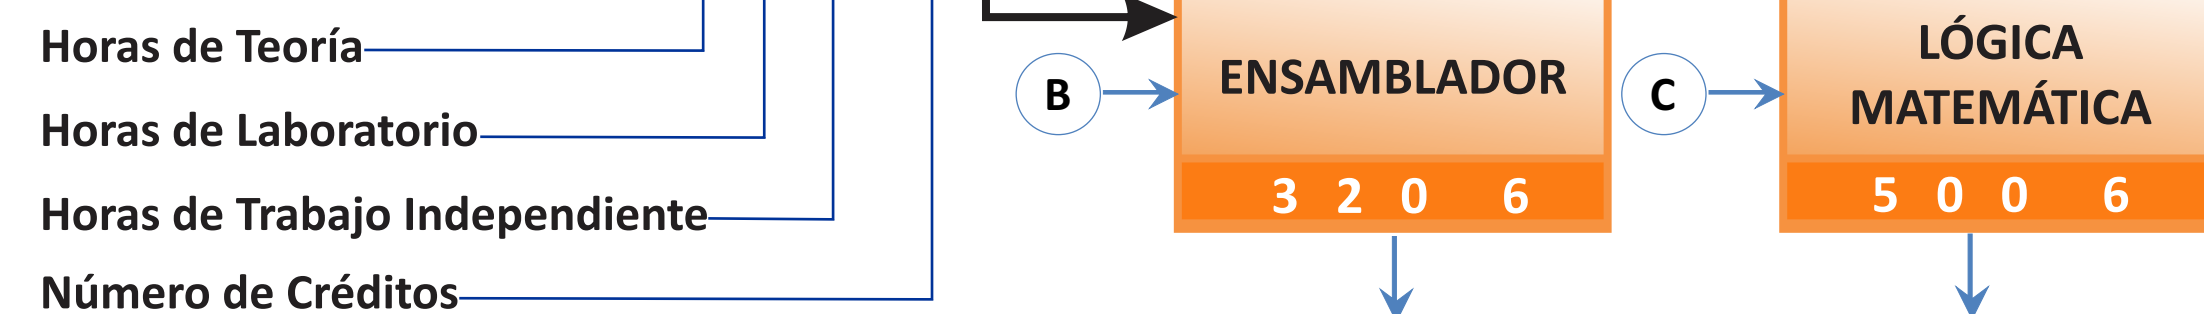 Horas de Teoría
Horas de Laboratorio
Horas de Trabajo Independiente
Número de Créditos
B
ENSAMBLADOR
3 2 0 6
C
LÓGICA
MATEMÁTICA
5 0 0 6